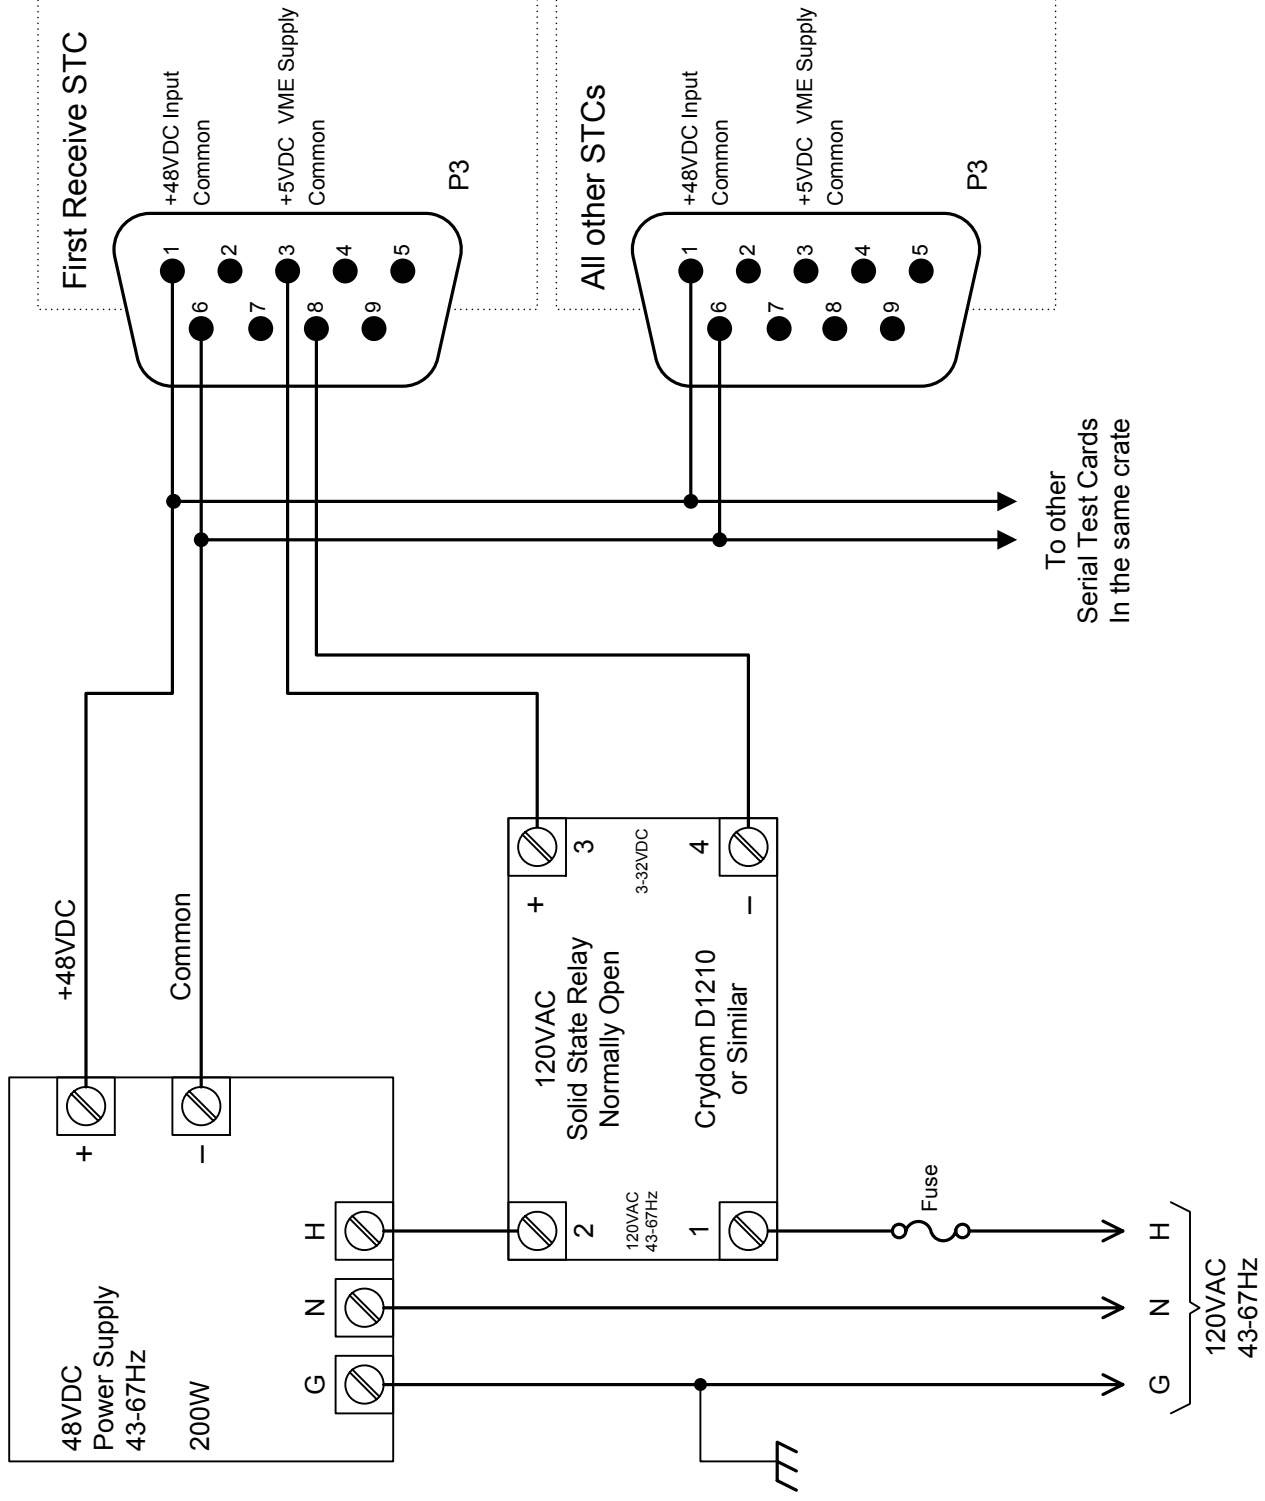 48VDC
Power Supply
43-67Hz
200W
+
–
G
N
H
+48VDC
Common
120VAC
Solid State Relay
Normally Open
Crydom D1210
or Similar
120VAC
43-67Hz
3-32VDC
2
1
+
3
–
4
Fuse
G
N
H
120VAC
43-67Hz
First Receive STC
+48VDC Input
Common
+5VDC VME Supply
Common
P3
1
2
3
4
5
6
7
8
9
All other STCs
+48VDC Input
Common
+5VDC VME Supply
Common
P3
1
2
3
4
5
6
7
8
9
To other
Serial Test Cards
In the same crate